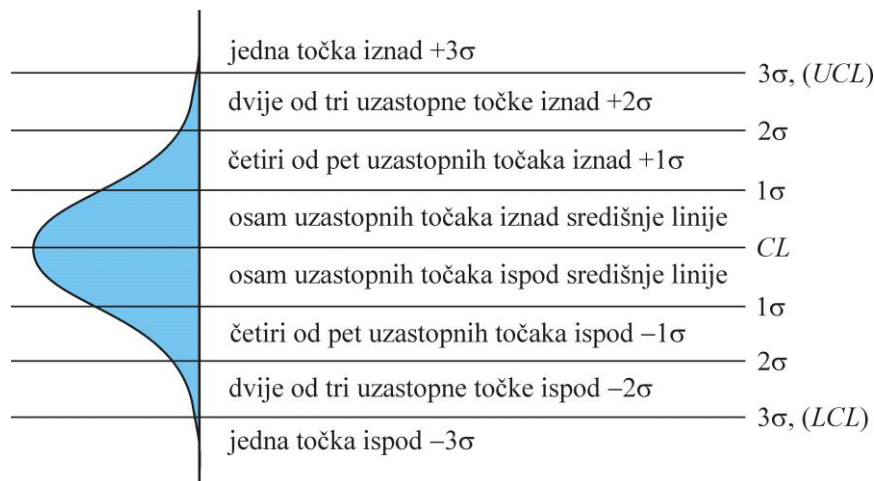 jedna točka iznad +3σ
3σ, (UCL)
dvije od tri uzastopne točke iznad +2σ
2σ
četiri od pet uzastopnih točaka iznad +1σ
1σ
osam uzastopnih točaka iznad središnje linije
CL
osam uzastopnih točaka ispod središnje linije
1σ
četiri od pet uzastopnih točaka ispod –1σ
2σ
dvije od tri uzastopne točke ispod –2σ
3σ, (LCL)
jedna točka ispod –3σ